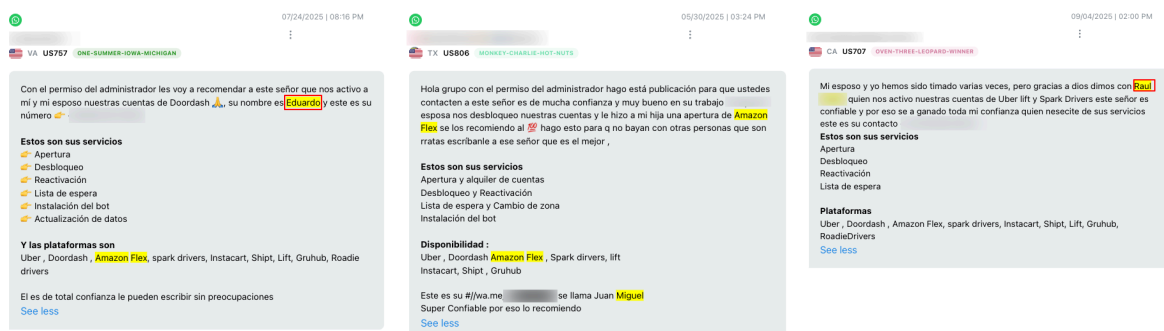 07/24/2025 | 08:16 PM
VA US757 ONE-SUMMER-IOWA-MICHIGAN
Con el permiso del administrador les voy a recomendar a este señor que nos activo a
mí y mi esposo nuestras cuentas de Doordash 🙏, su nombre es Eduardo y este es su
número 👉
Estos son sus servicios
👉 Apertura
👉 Desbloqueo
👉 Reactivación
👉 Lista de espera
👉 Instalación del bot
👉 Actualización de datos
Y las plataformas son
Uber , Doordash , Amazon Flex, spark drivers, Instacart, Shipt, Lift, Gruhub, Roadie
drivers
El es de total confianza le pueden escribir sin preocupaciones
See less
05/30/2025 | 03:24 PM
TX US806 MONKEY-CHARLIE-HOT-NUTS
Hola grupo con el permiso del administrador hago está publicación para que ustedes
contacten a este señor es de mucha confianza y muy bueno en su trabajo
esposa nos desbloqueo nuestras cuentas y le hizo a mi hija una apertura de Amazon
Flex se los recomiendo al 💯 hago esto para q no bayan con otras personas que son
rratas escríbanle a ese señor que es el mejor ,
Estos son sus servicios
Apertura y alquiler de cuentas
Desbloqueo y Reactivación
Lista de espera y Cambio de zona
Instalación del bot
Disponibilidad :
Uber , Doordash Amazon Flex , Spark dirvers, lift
Instacart, Shipt , Gruhub
Este es su #//wa.me se llama Juan Miguel
Super Confiable por eso lo recomiendo
See less
09/04/2025 | 02:00 PM
CA US707 OVEN-THREE-LEOPARD-WINNER
Mi esposo y yo hemos sido timado varias veces, pero gracias a dios dimos con Raul
quien nos activo nuestras cuentas de Uber lift y Spark Drivers este señor es
confiable y por eso se a ganado toda mi confianza quien nesecite de sus servicios
este es su contacto
Estos son sus servicios
Apertura
Desbloqueo
Reactivación
Lista de espera
Plataformas
Uber , Doordash , Amazon Flex, spark drivers, Instacart, Shipt, Lift, Gruhub,
RoadieDrivers
See less